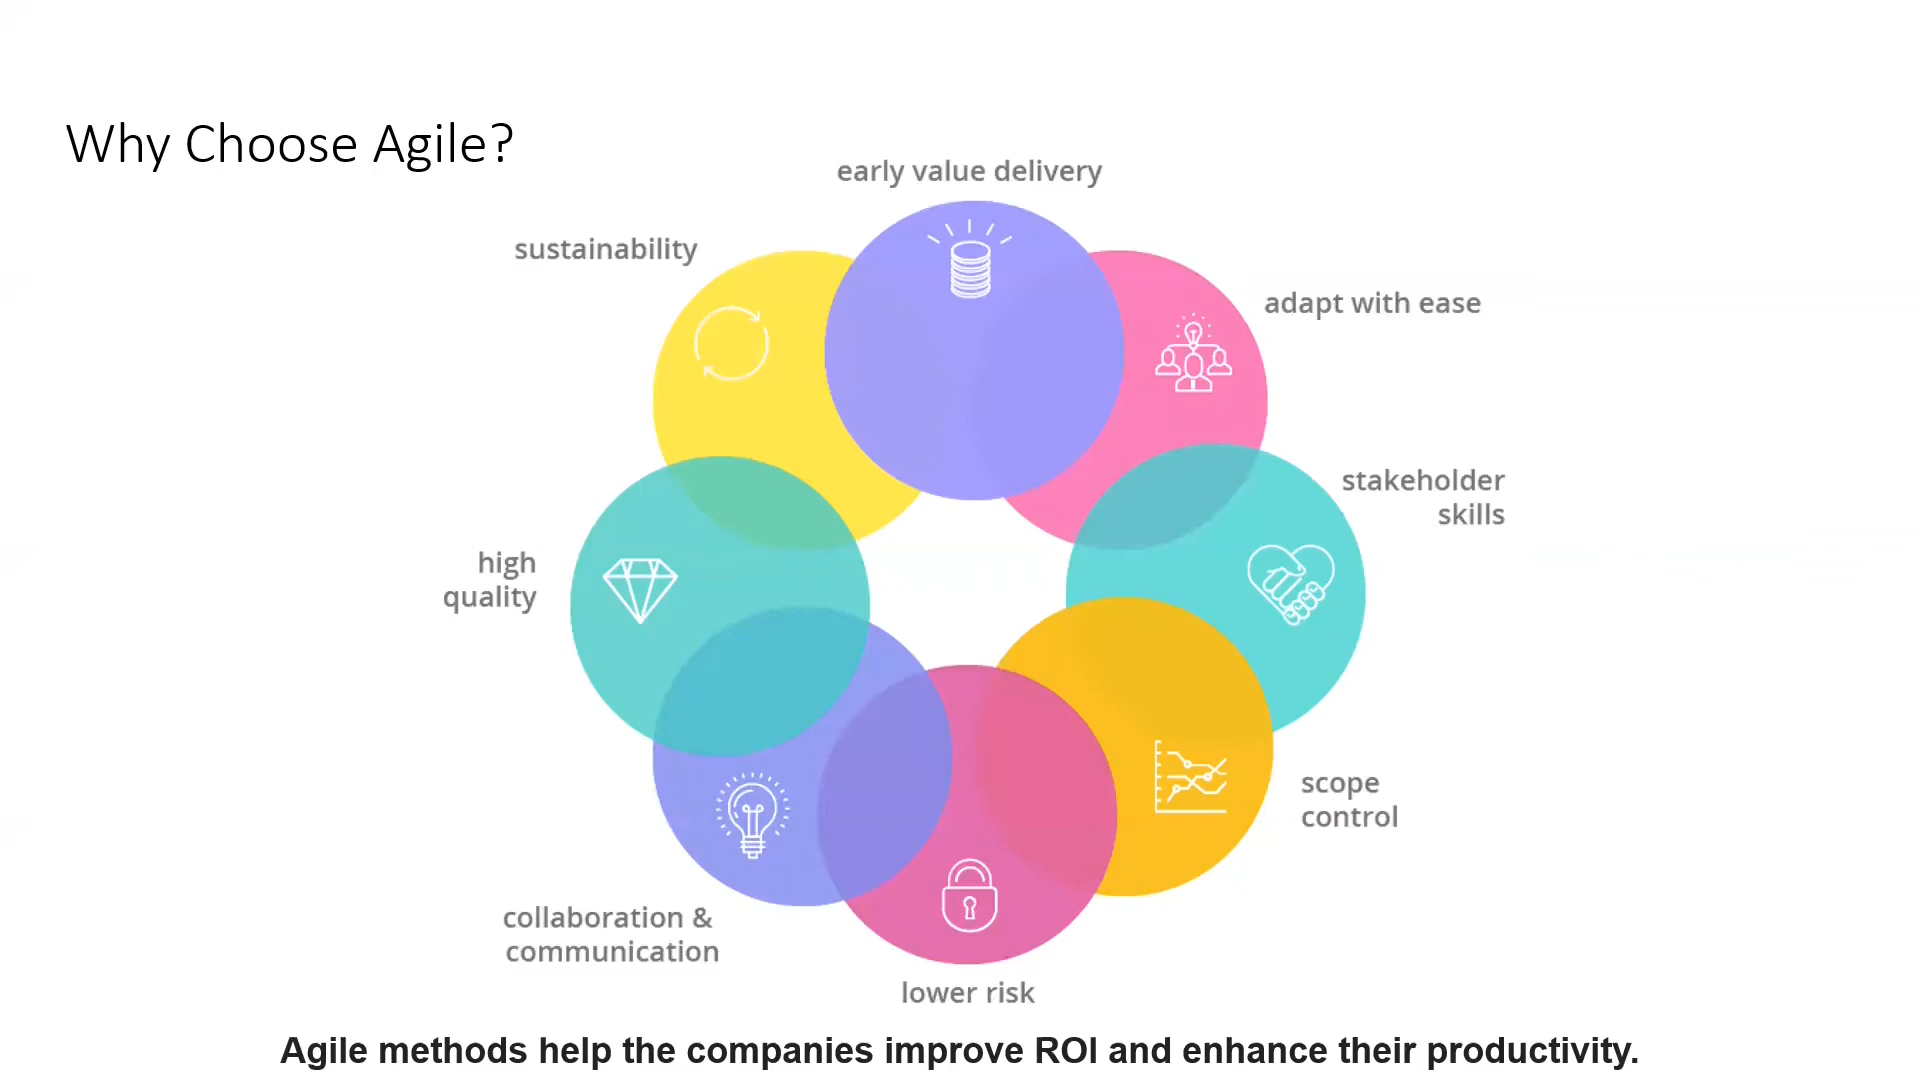 Why Choose Agile?
early value delivery
sustainability
adapt with ease
stakeholder
skills
high
quality
scope
control
collaboration &
communication
lower risk
Agile methods help the companies improve ROI and enhance their productivity.